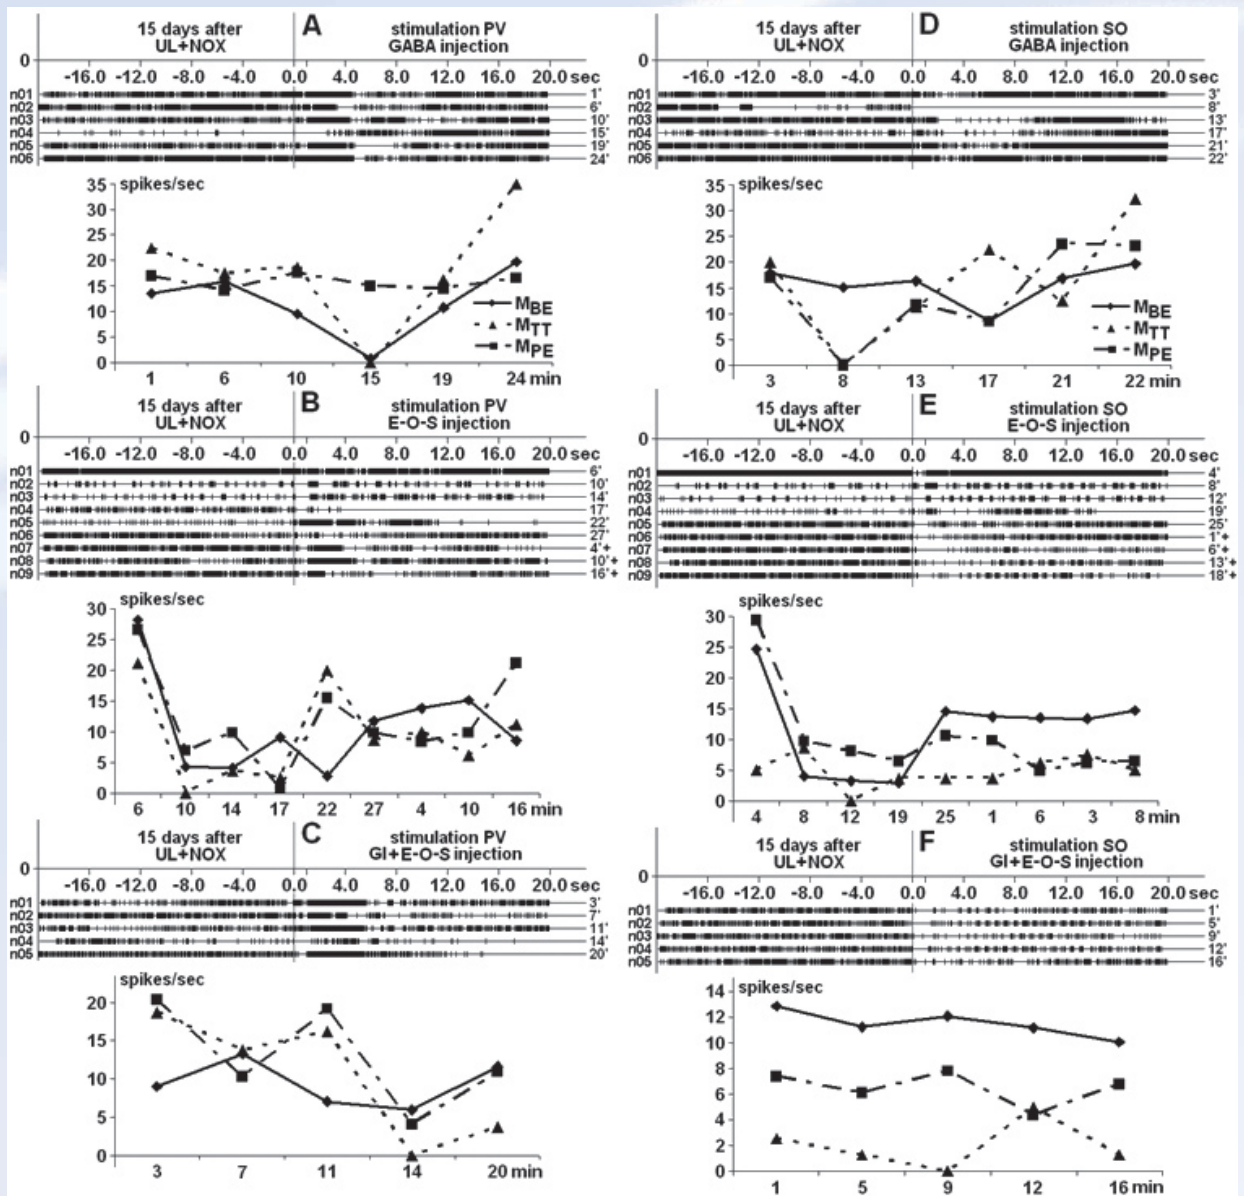 15 days after UL+NOX A stimulation PV GABA injection
0
-16.0 -12.0 -8.0 -4.0 0.0 4.0 8.0 12.0 16.0 20.0 sec
n01 1'
n02 6'
n03 10'
n04 15'
n05 19'
n06 24'
spikes/sec
35
30
25
20
15
10
5
0
MBE
MTT
MPE
1 6 10 15 19 24 min
15 days after UL+NOX B stimulation PV E-O-S injection
0
-16.0 -12.0 -8.0 -4.0 0.0 4.0 8.0 12.0 16.0 20.0 sec
n01 6'
n02 10'
n03 14'
n04 17'
n05 22'
n06 27'
n07 4'+
n08 10'+
n09 16'+
spikes/sec
30
25
20
15
10
5
0
6 10 14 17 22 27 4 10 16 min
15 days after UL+NOX C stimulation PV Gl+E-O-S injection
0
-16.0 -12.0 -8.0 -4.0 0.0 4.0 8.0 12.0 16.0 20.0 sec
n01 3'
n02 7'
n03 11'
n04 14'
n05 20'
spikes/sec
20
15
10
5
0
3 7 11 14 20 min
15 days after UL+NOX D stimulation SO GABA injection
0
-16.0 -12.0 -8.0 -4.0 0.0 4.0 8.0 12.0 16.0 20.0 sec
n01 3'
n02 8'
n03 13'
n04 17'
n05 21'
n06 22'
spikes/sec
35
30
25
20
15
10
5
0
MBE
MTT
MPE
3 8 13 17 21 22 min
15 days after UL+NOX E stimulation SO E-O-S injection
0
-16.0 -12.0 -8.0 -4.0 0.0 4.0 8.0 12.0 16.0 20.0 sec
n01 4'
n02 8'
n03 12'
n04 19'
n05 25'
n06 1'+
n07 6'+
n08 13'+
n09 18'+
spikes/sec
30
25
20
15
10
5
0
4 8 12 19 25 1 6 3 8 min
15 days after UL+NOX F stimulation SO Gl+E-O-S injection
0
-16.0 -12.0 -8.0 -4.0 0.0 4.0 8.0 12.0 16.0 20.0 sec
n01 1'
n02 5'
n03 9'
n04 12'
n05 16'
spikes/sec
14
12
10
8
6
4
2
0
1 5 9 12 16 min